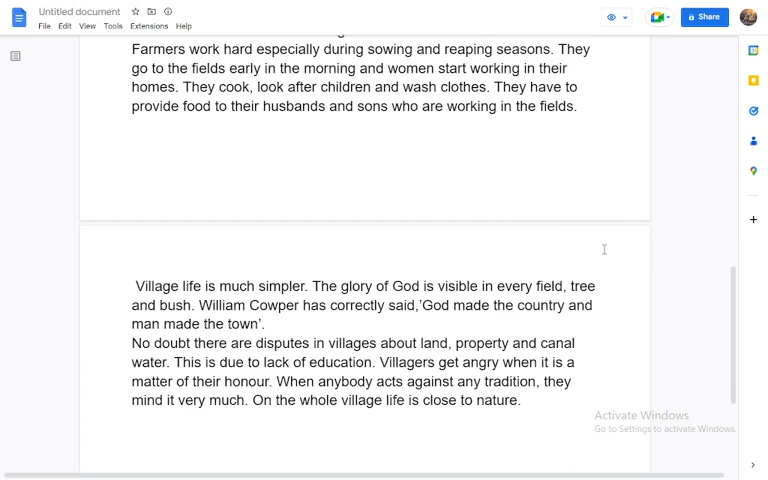 Untitled document
File Edit View Tools Extensions Help
Share
Farmers work hard especially during sowing and reaping seasons. They
go to the fields early in the morning and women start working in their
homes. They cook, look after children and wash clothes. They have to
provide food to their husbands and sons who are working in the fields.
Village life is much simpler. The glory of God is visible in every field, tree
and bush. William Cowper has correctly said,'God made the country and
man made the town'.
No doubt there are disputes in villages about land, property and canal
water. This is due to lack of education. Villagers get angry when it is a
matter of their honour. When anybody acts against any tradition, they
mind it very much. On the whole village life is close to nature.
Activate Windows
Go to Settings to activate Windows.